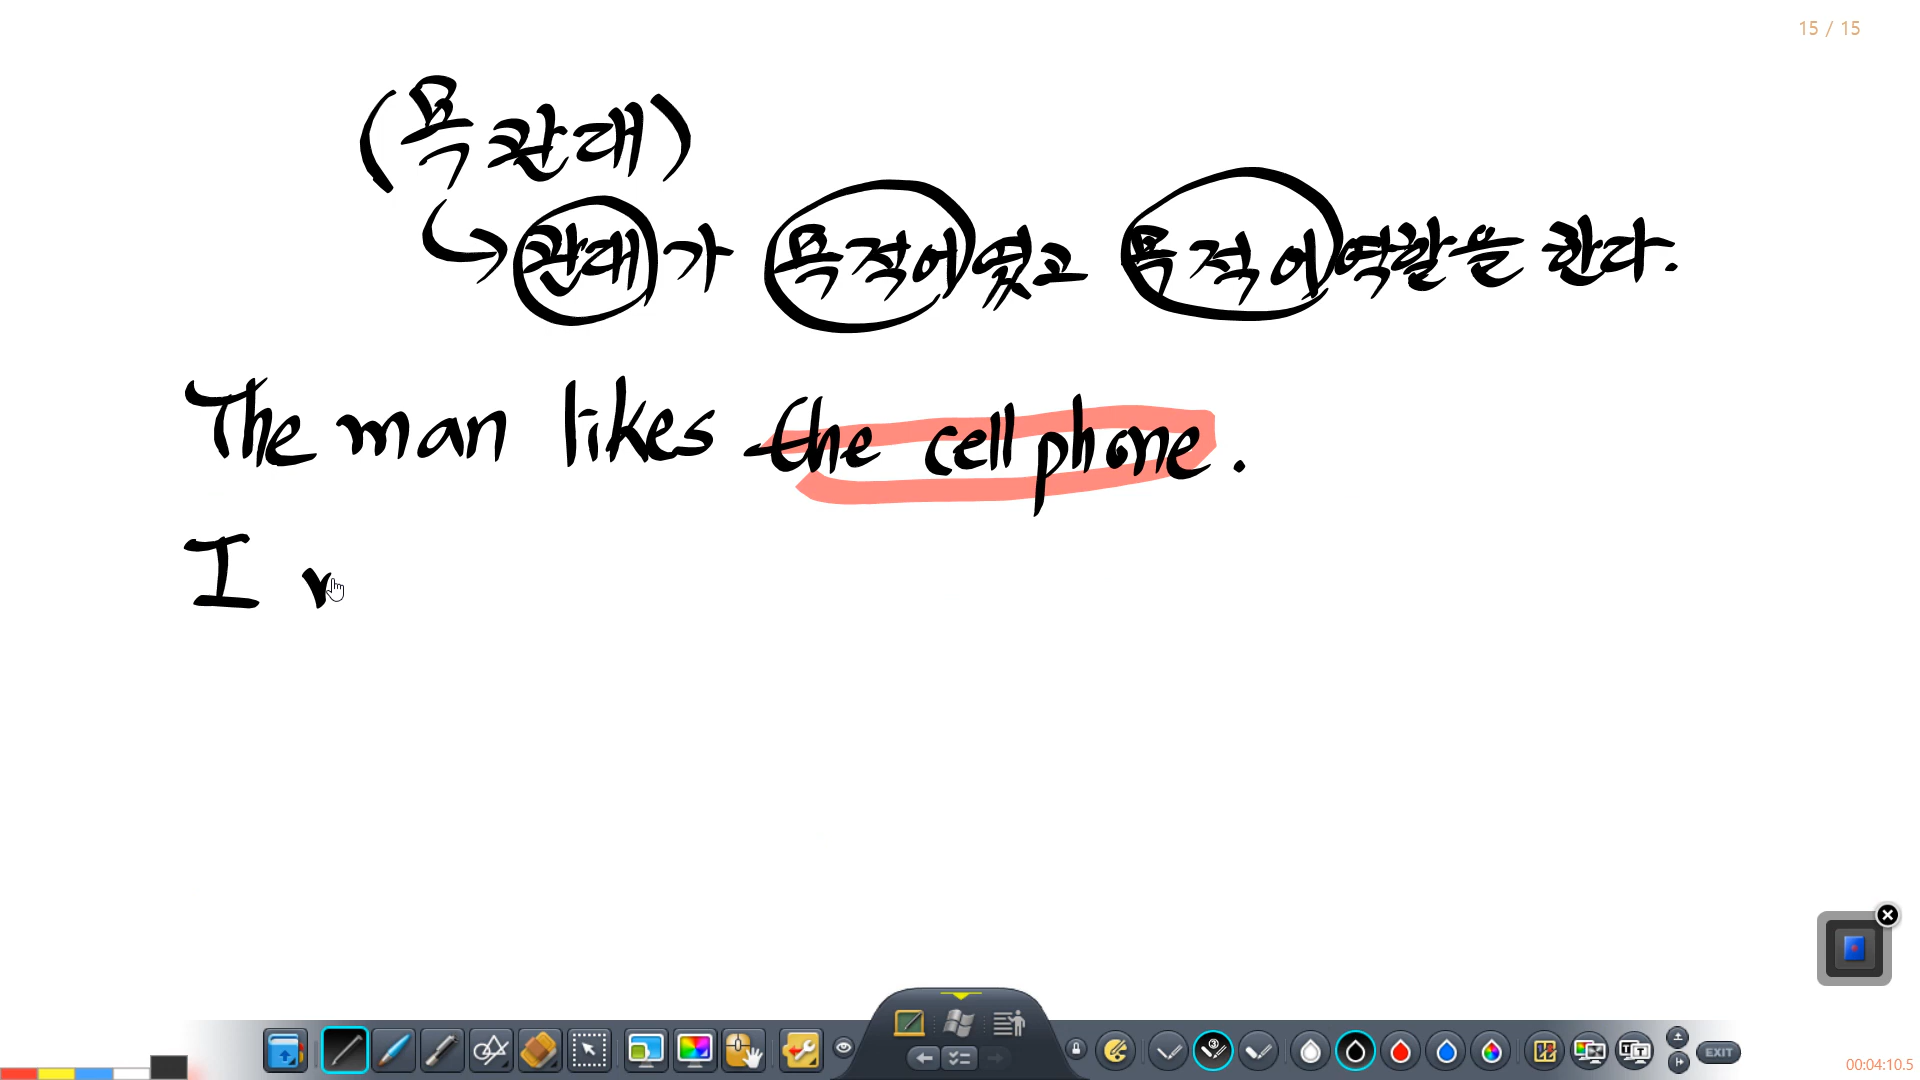 15 / 15
(목관대)
관대가 목적어였고 목적어역할을 한다.
The man likes the cell phone.
I
EXIT
00:04:10.5